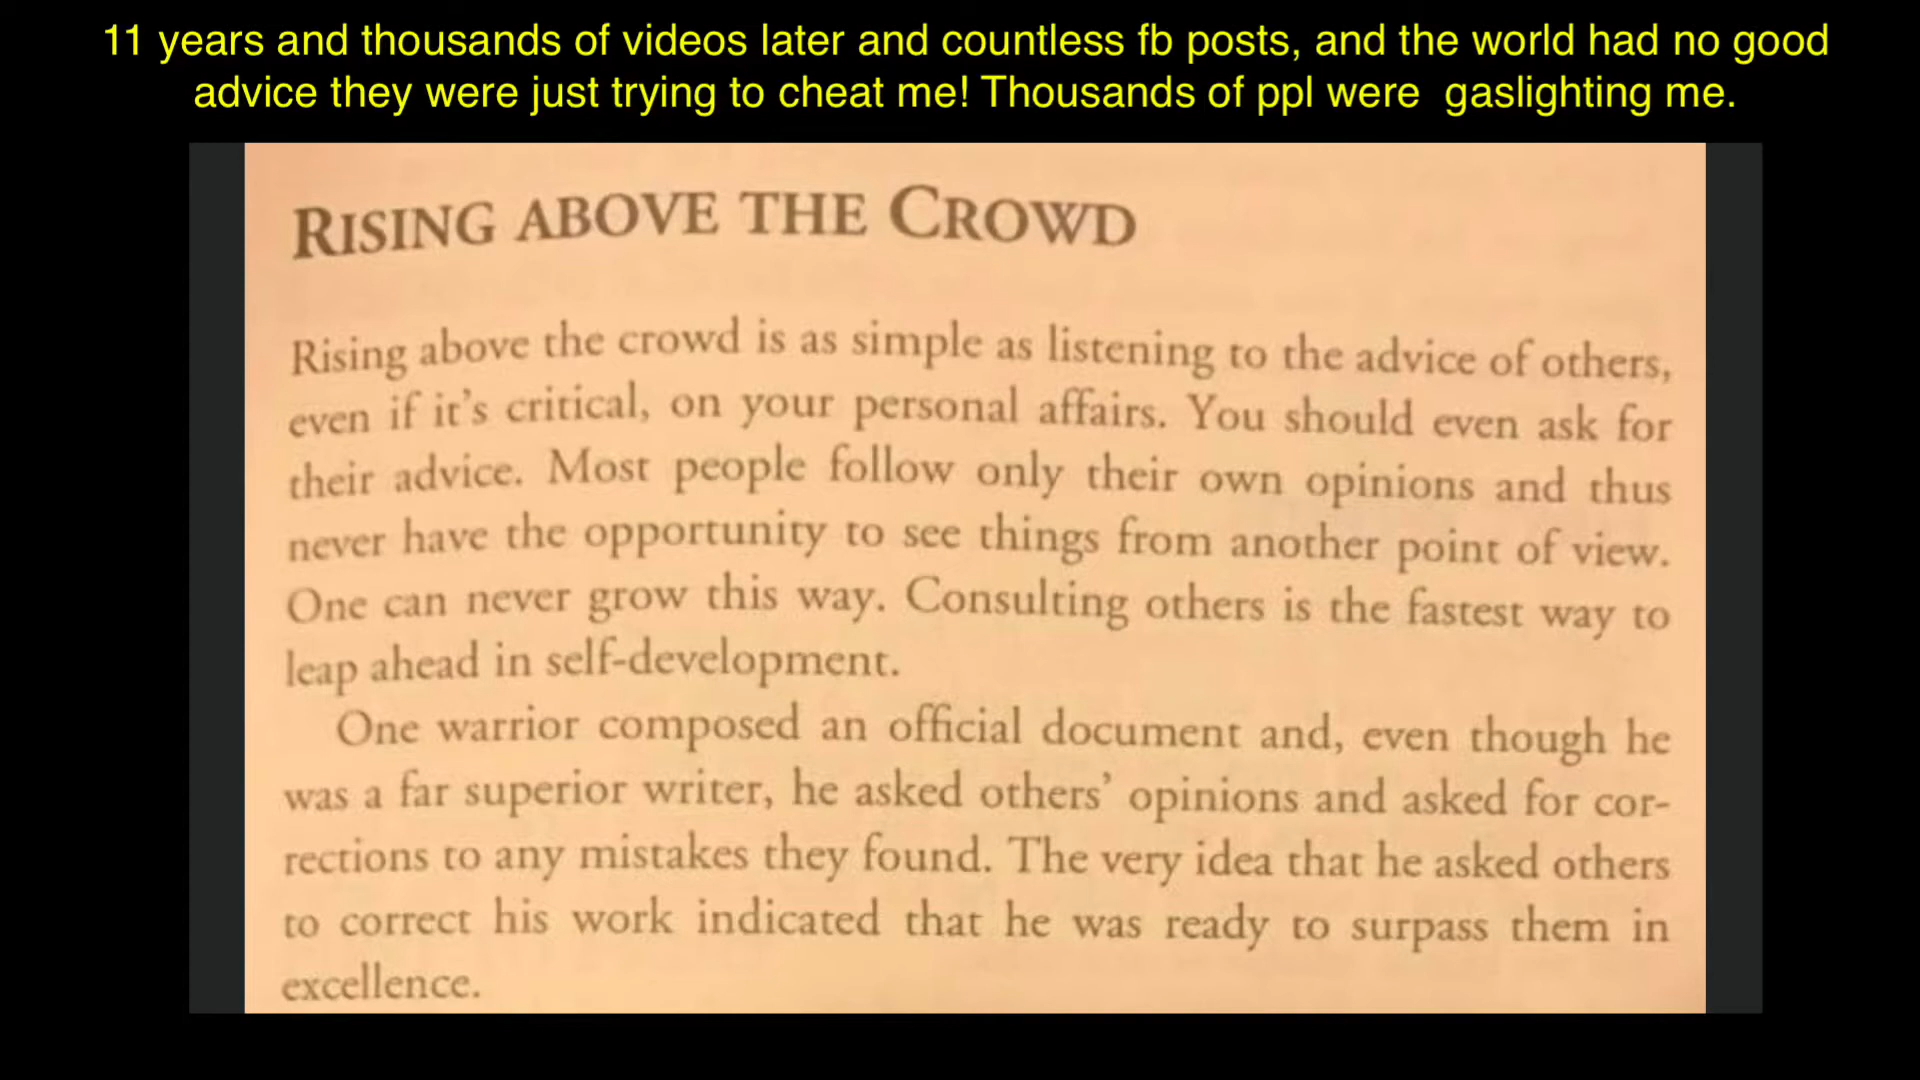 11 years and thousands of videos later and countless fb posts, and the world had no good
advice they were just trying to cheat me! Thousands of ppl were  gaslighting me.
RISING ABOVE THE CROWD
Rising above the crowd is as simple as listening to the advice of others,
even if it's critical, on your personal affairs. You should even ask for
their advice. Most people follow only their own opinions and thus
never have the opportunity to see things from another point of view.
One can never grow this way. Consulting others is the fastest way to
leap ahead in self-development.
One warrior composed an official document and, even though he
was a far superior writer, he asked others' opinions and asked for cor-
rections to any mistakes they found. The very idea that he asked others
to correct his work indicated that he was ready to surpass them in
excellence.